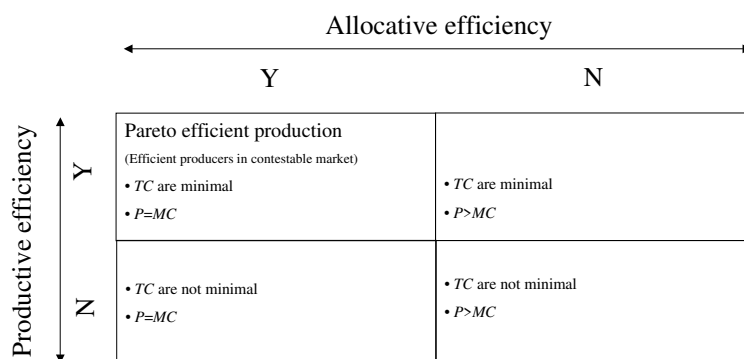 Allocative efficiency
Y
N
Productive efficiency
Y
Pareto efficient production
(Efficient producers in contestable market)
• TC are minimal
• P=MC
• TC are minimal
• P>MC
N
• TC are not minimal
• P=MC
• TC are not minimal
• P>MC